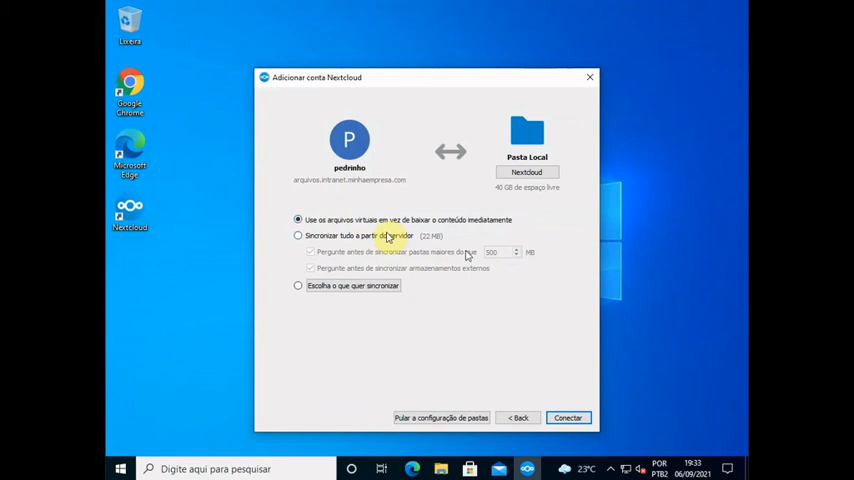 Lixeira
Google
Chrome
Microsoft
Edge
Nextcloud
Adicionar conta Nextcloud
P
pedrinho
arquivos.intranet.minhaempresa.com
Pasta Local
Nextcloud
40 GB de espaço livre
Use os arquivos virtuais em vez de baixar o conteúdo imediatamente
Sincronizar tudo a partir do servidor (22 MB)
Pergunte antes de sincronizar pastas maiores do que 500 MB
Pergunte antes de sincronizar armazenamentos externos
Escolha o que quer sincronizar
Pular a configuração de pastas
< Back
Conectar
Digite aqui para pesquisar
23°C
POR
PTB2
19:33
06/09/2021